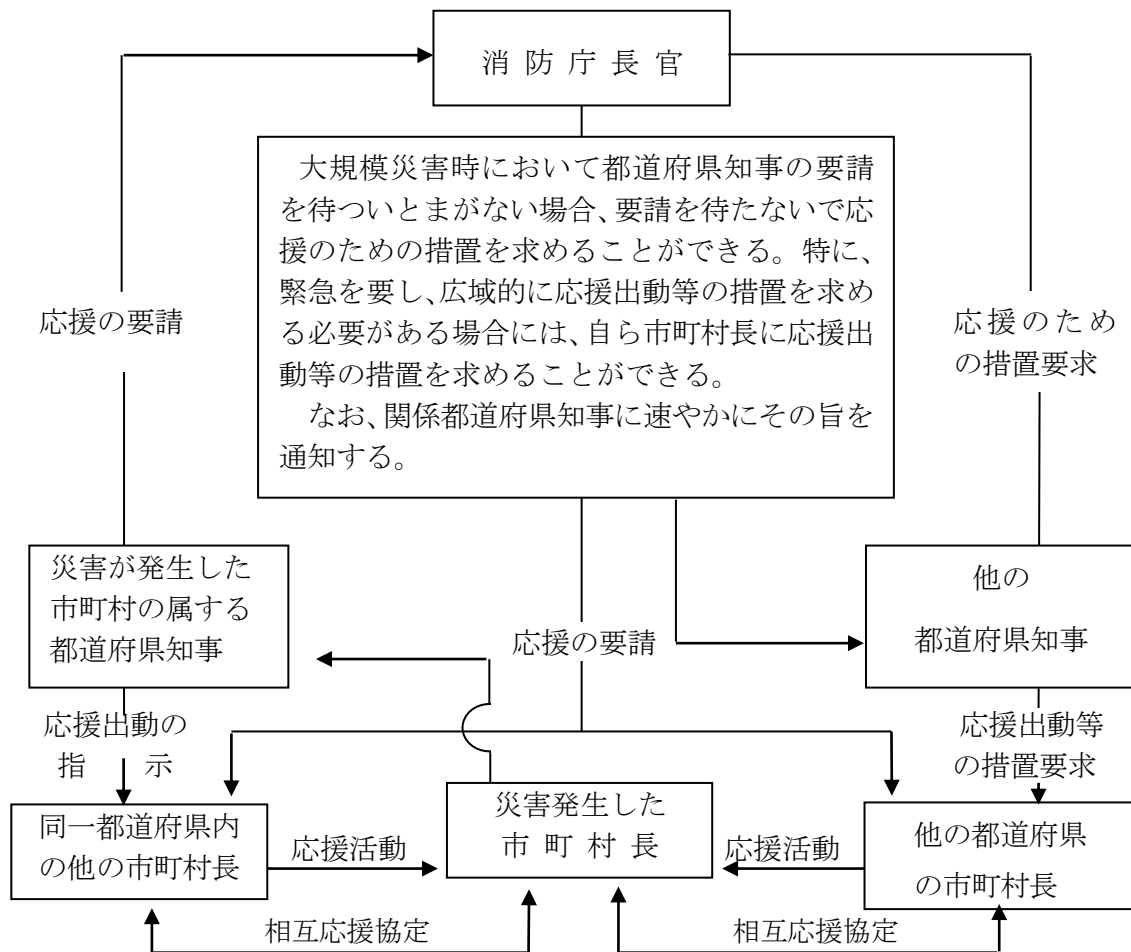 消防庁長官
大規模災害時において都道府県知事の要請
を待ついとまがない場合、要請を待たないで応
援のための措置を求めることができる。特に、
緊急を要し、広域的に応援出動等の措置を求め
る必要がある場合には、自ら市町村長に応援出
動等の措置を求めることができる。
なお、関係都道府県知事に速やかにその旨を
通知する。
応援の要請
応援のため
の措置要求
災害が発生した
市町村の属する
都道府県知事
他の
都道府県知事
応援の要請
応援出動の
指示
応援出動等
の措置要求
同一都道府県内
の他の市町村長
応援活動
災害発生した
市町村長
応援活動
他の都道府県
の市町村長
相互応援協定
相互応援協定